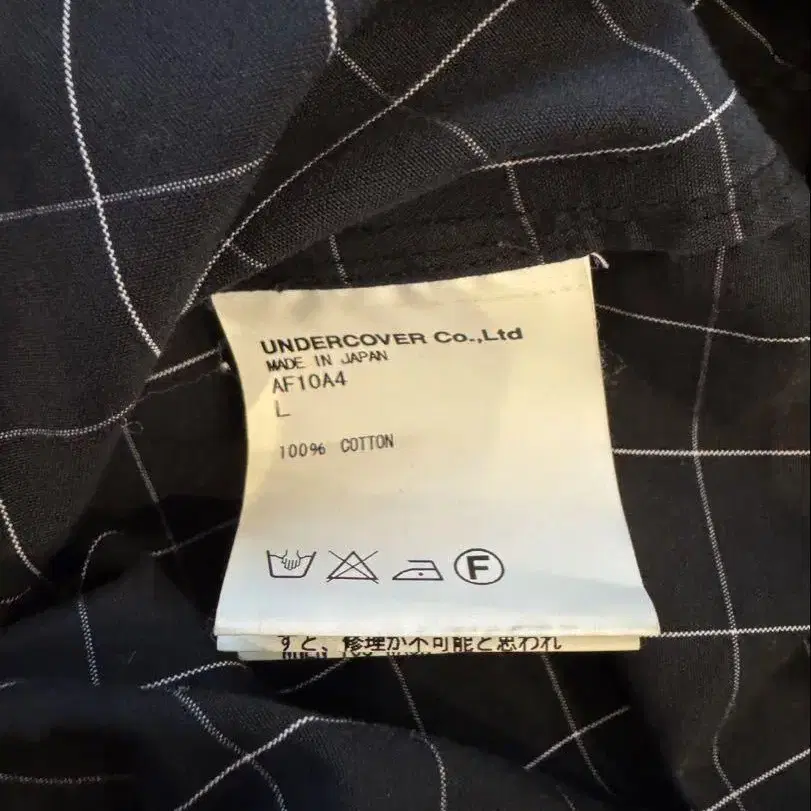 UNDERCOVER Co.,Ltd
MADE IN JAPAN
AF10A4
L
100% COTTON
F
すと、修理が不可能と思われ